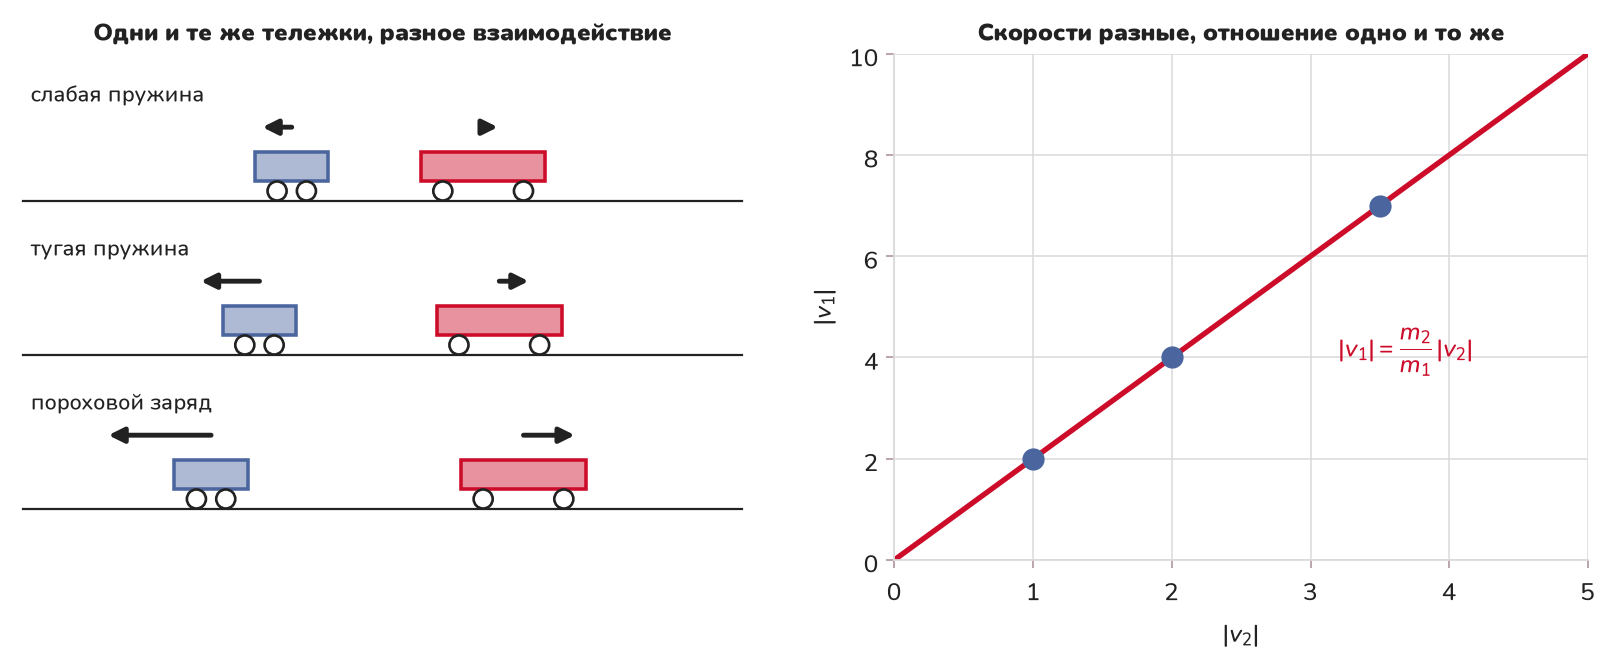 Одни и те же тележки, разное взаимодействие
слабая пружина
тугая пружина
пороховой заряд
Скорости разные, отношение одно и то же
10
8
6
4
2
0
|v₁|
|v₁| = m₂/m₁ |v₂|
0 1 2 3 4 5
|v₂|